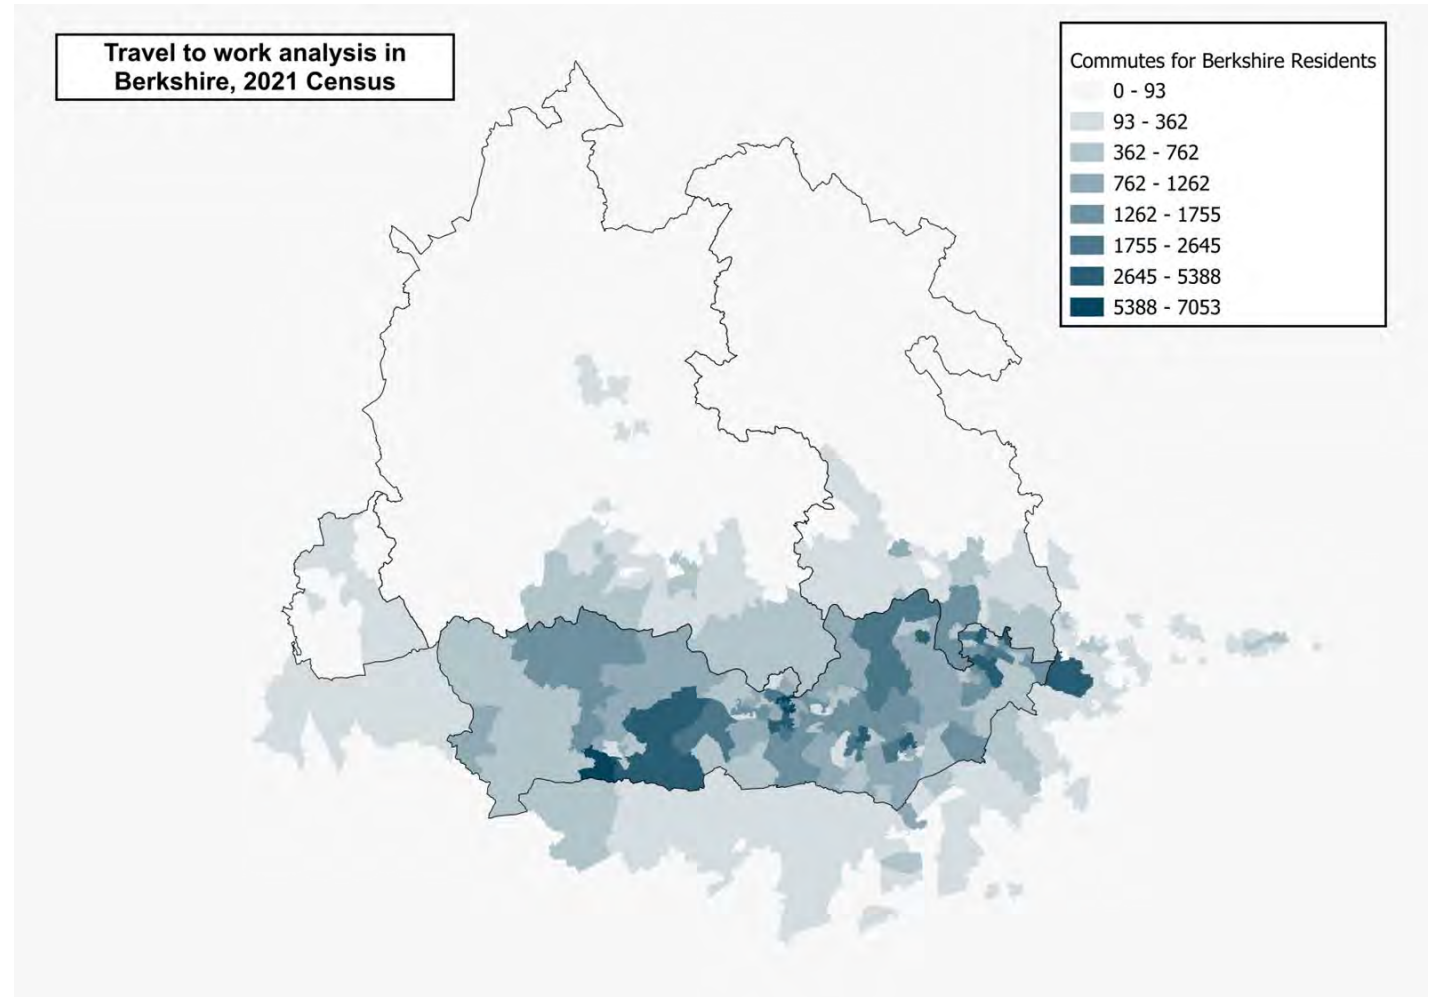 Travel to work analysis in
Berkshire, 2021 Census
Commutes for Berkshire Residents
0 - 93
93 - 362
362 - 762
762 - 1262
1262 - 1755
1755 - 2645
2645 - 5388
5388 - 7053